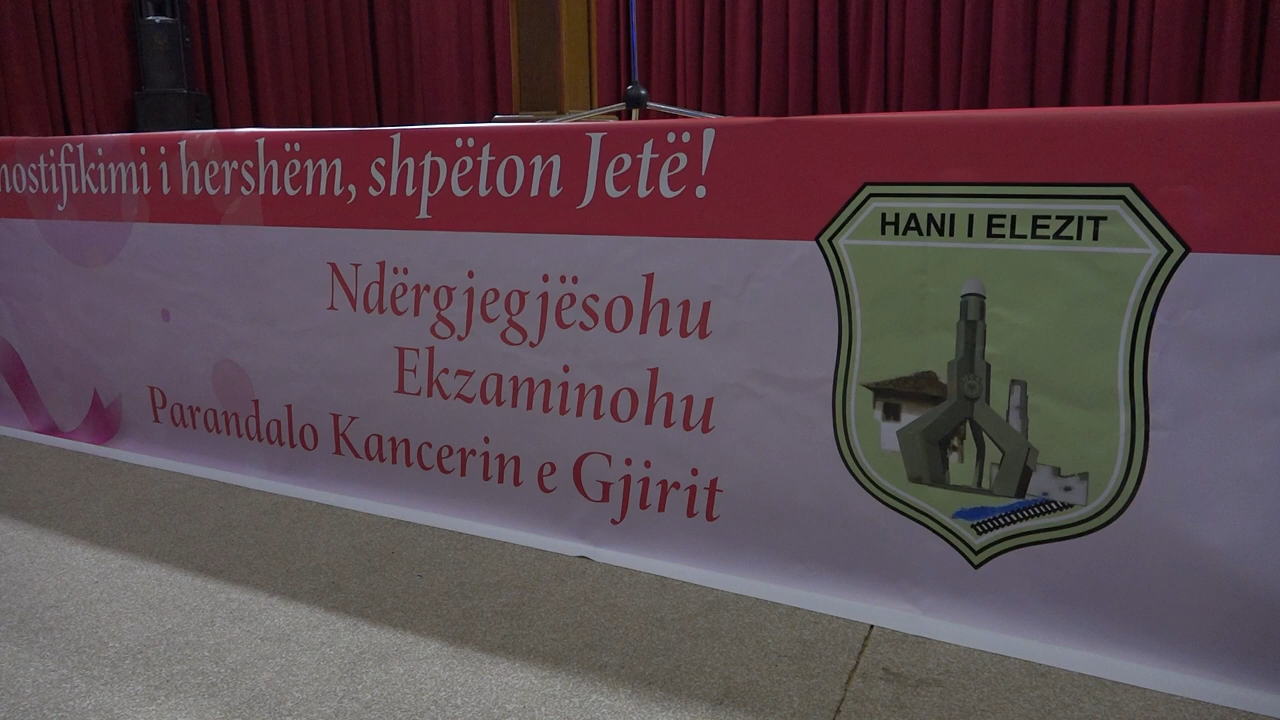 nostifikimi i hershëm, shpëton Jetë!
HANI I ELEZIT
Ndërgjegjësohu
Ekzaminohu
Parandalo Kancerin e Gjirit